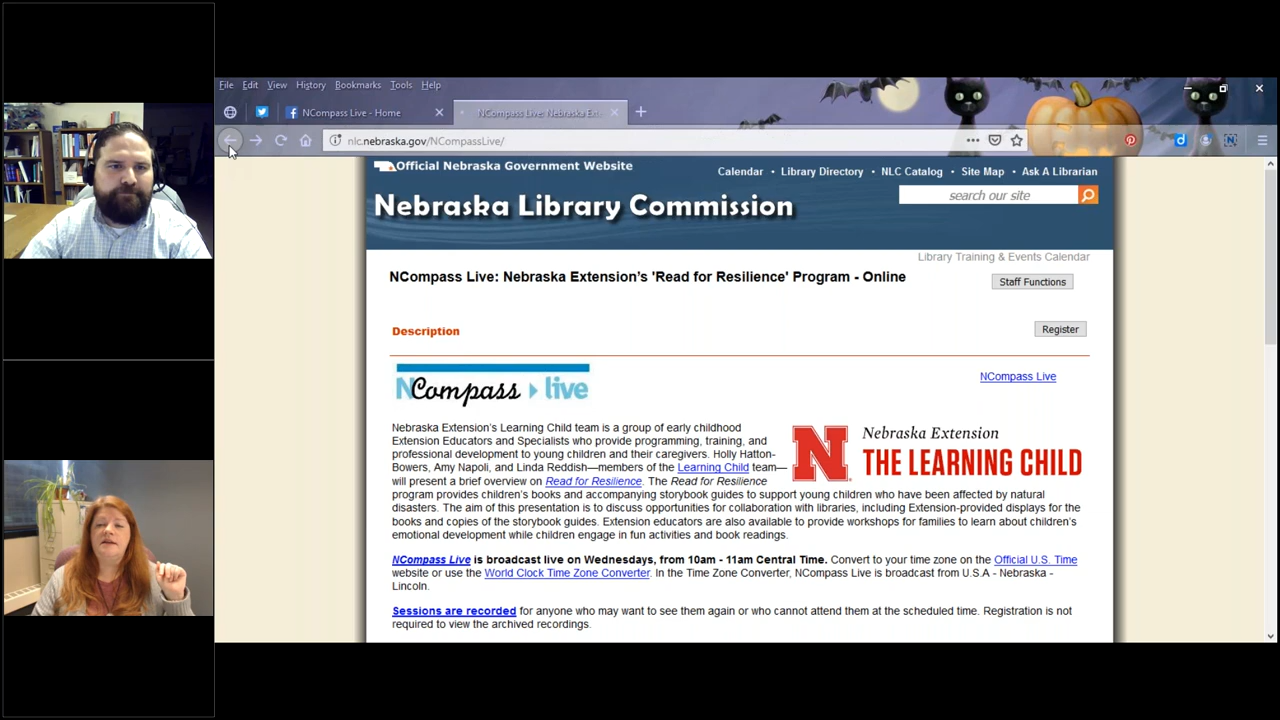 File Edit View History Bookmarks Tools Help
NCompass Live - Home
NCompass Live: Nebraska Ext
nlc.nebraska.gov/NCompassLive/
Official Nebraska Government Website
Calendar • Library Directory • NLC Catalog • Site Map • Ask A Librarian
search our site
Nebraska Library Commission
Library Training & Events Calendar
NCompass Live: Nebraska Extension's 'Read for Resilience' Program - Online
Staff Functions
Description
Register
NCompass live
NCompass Live
Nebraska Extension's Learning Child team is a group of early childhood
Extension Educators and Specialists who provide programming, training, and
professional development to young children and their caregivers. Holly Hatton-
Bowers, Amy Napoli, and Linda Reddish—members of the Learning Child team—
will present a brief overview on Read for Resilience. The Read for Resilience
program provides children's books and accompanying storybook guides to support young children who have been affected by natural
disasters. The aim of this presentation is to discuss opportunities for collaboration with libraries, including Extension-provided displays for the
books and copies of the storybook guides. Extension educators are also available to provide workshops for families to learn about children's
emotional development while children engage in fun activities and book readings.
N
Nebraska Extension
THE LEARNING CHILD
NCompass Live is broadcast live on Wednesdays, from 10am - 11am Central Time. Convert to your time zone on the Official U.S. Time
website or use the World Clock Time Zone Converter. In the Time Zone Converter, NCompass Live is broadcast from U.S.A - Nebraska -
Lincoln.
Sessions are recorded for anyone who may want to see them again or who cannot attend them at the scheduled time. Registration is not
required to view the archived recordings.